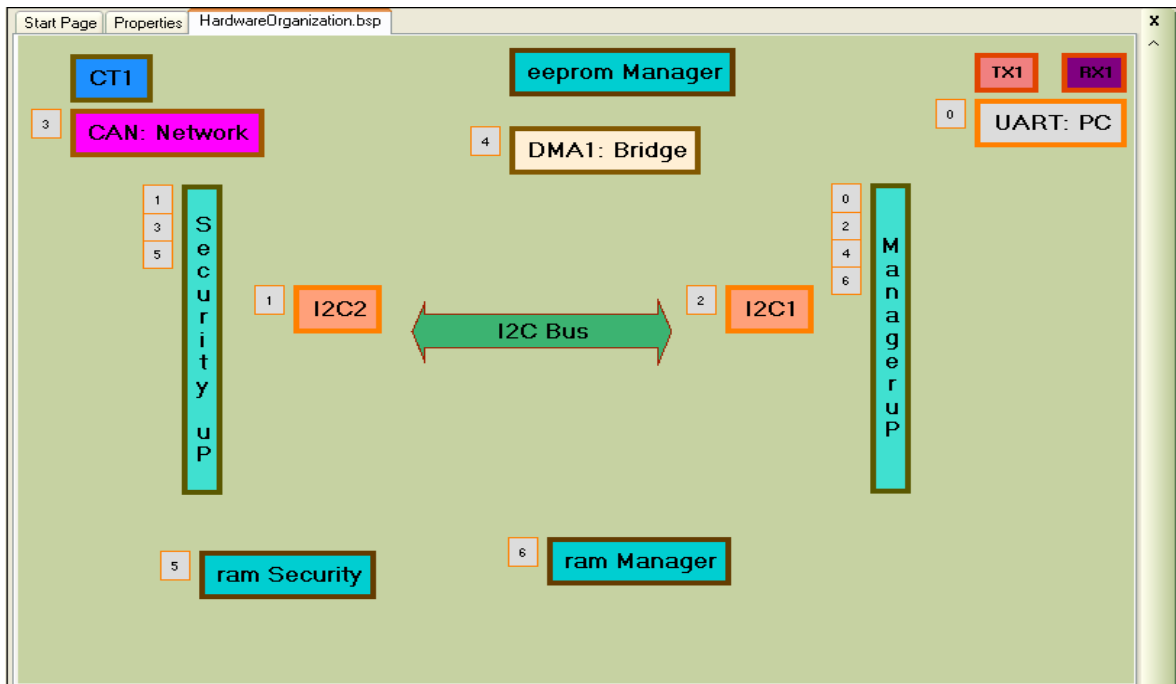 Start Page Properties HardwareOrganization.bsp x
CT1
eeprom Manager
TX1 RX1
3 CAN: Network
4 DMA1: Bridge
0 UART: PC
1
3
5
Security uP
0
2
4
6
ManageruP
1 I2C2
I2C Bus
2 I2C1
5 ram Security
6 ram Manager